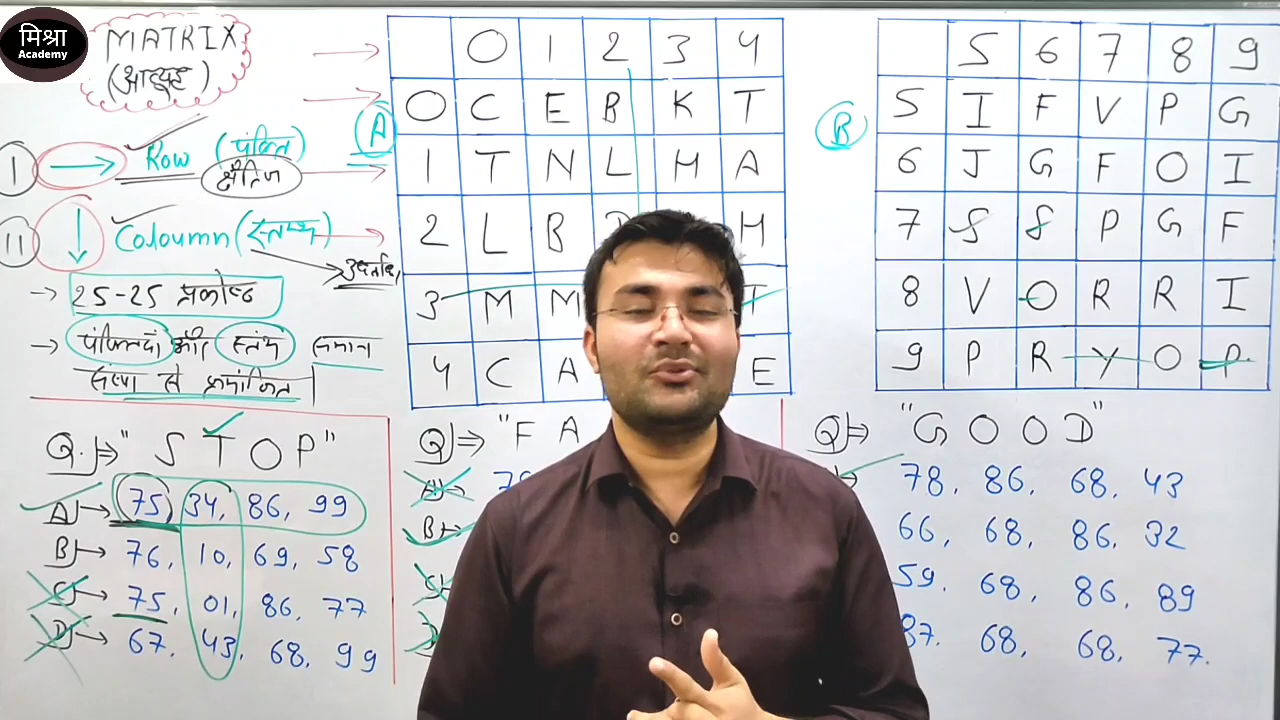 मिश्रा
Academy
MATRIX
(आव्यूह)
I → Row (पंक्ति)
क्षैतिज
II ↓ Coloumn (स्तम्भ)
→ 25-25 प्रकोष्ठ
→ पंक्तियों और स्तंभ समान
संख्या से क्रमांकित
A
0 1 2 3 4
0 C E B K T
1 T N L M A
2 L B H
3 M M T
4 C A E
B
5 6 7 8 9
5 I F V P G
6 J G F O I
7 S S P G F
8 V O R R I
9 P R Y O P
Q.⇒ "STOP"
A→ 75, 34, 86, 99
B→ 76, 10, 69, 58
C→ 75, 01, 86, 77
D→ 67, 43, 68, 99
Q⇒ "F A
A
B
C
D
Q⇒ "GOOD"
78, 86, 68, 43
66, 68, 86, 32
59, 68, 86, 89
87, 68, 68, 77.